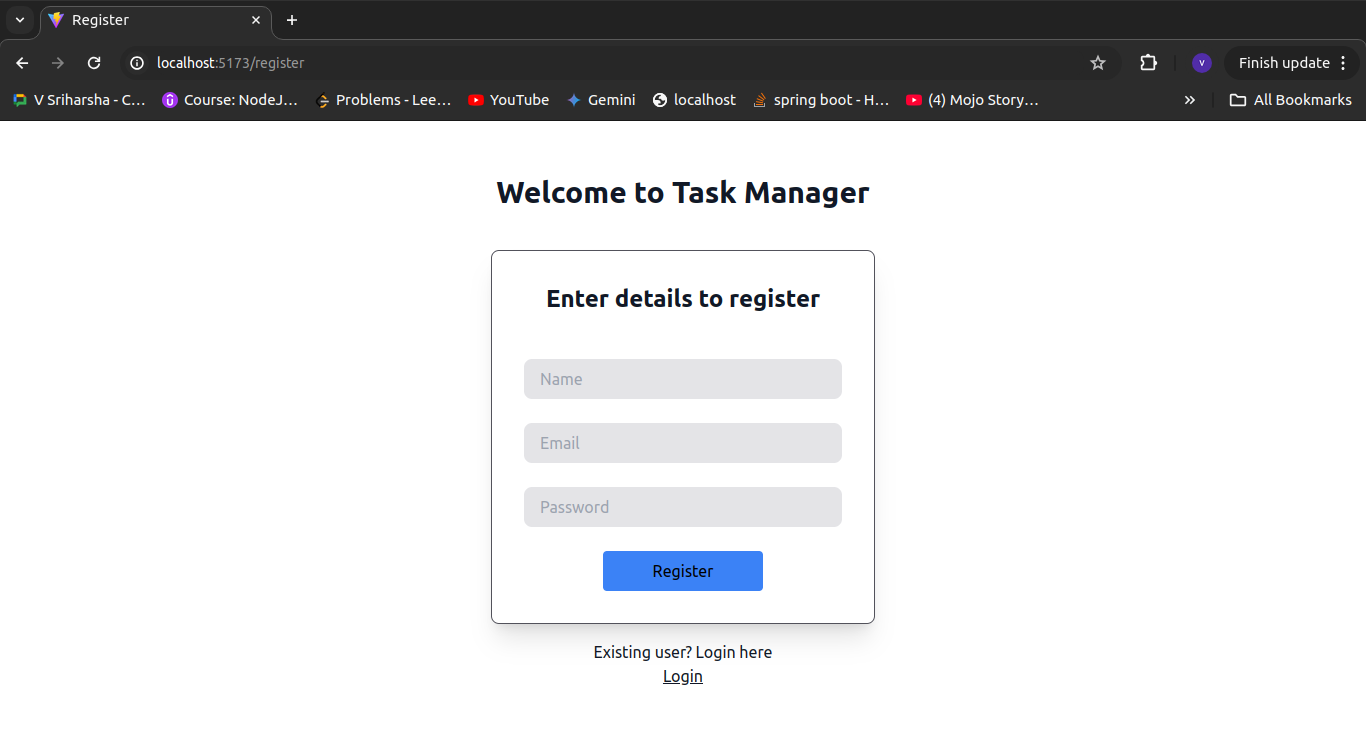 Register
localhost:5173/register
V
Finish update
V Sriharsha - C...
Course: NodeJ...
Problems - Lee...
YouTube
Gemini
localhost
spring boot - H...
(4) Mojo Story...
All Bookmarks
Welcome to Task Manager
Enter details to register
Name
Email
Password
Register
Existing user? Login here
Login